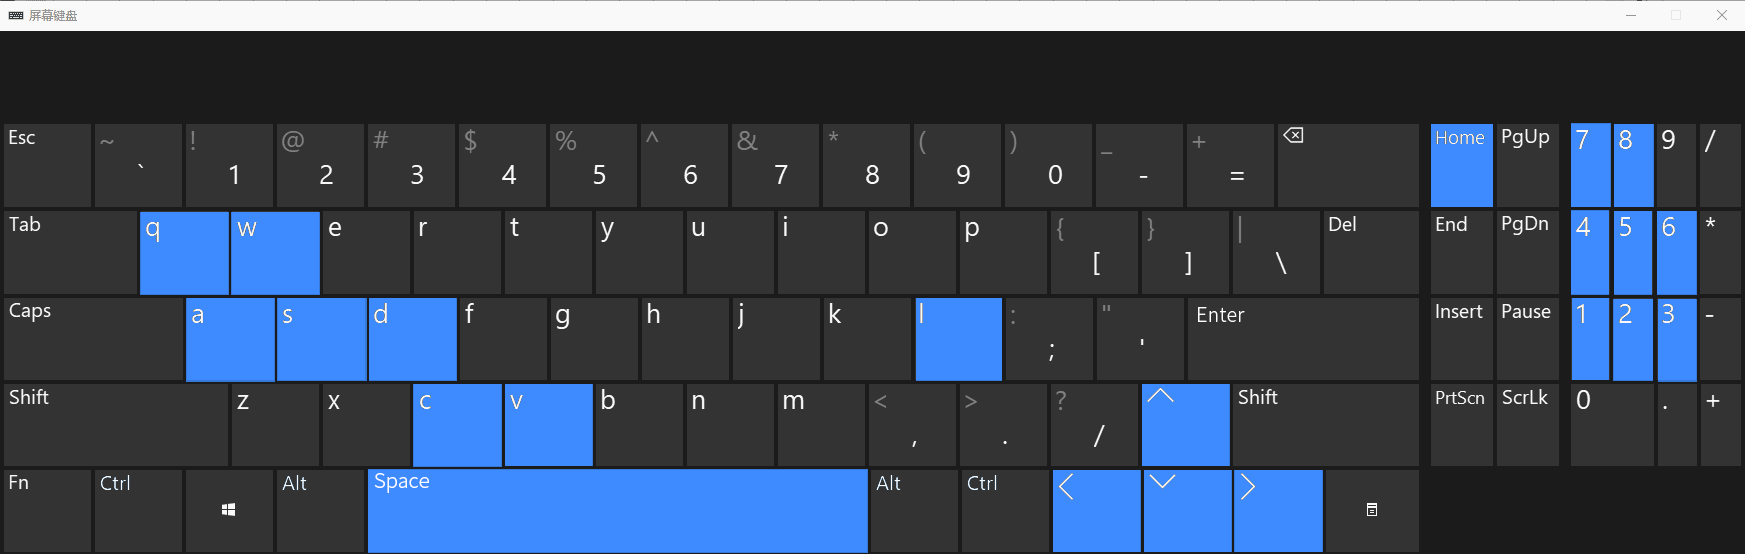 屏幕键盘
Esc ~ ` ! 1 @ 2 # 3 $ 4 % 5 ^ 6 & 7 * 8 ( 9 ) 0 _ - + = Home PgUp 7 8 9 /
Tab q w e r t y u i o p { [ } ] | \ Del End PgDn 4 5 6 *
Caps a s d f g h j k l : ; " ' Enter Insert Pause 1 2 3 -
Shift z x c v b n m < , > . ? / Shift PrtScn ScrLk 0 . +
Fn Ctrl Alt Space Alt Ctrl